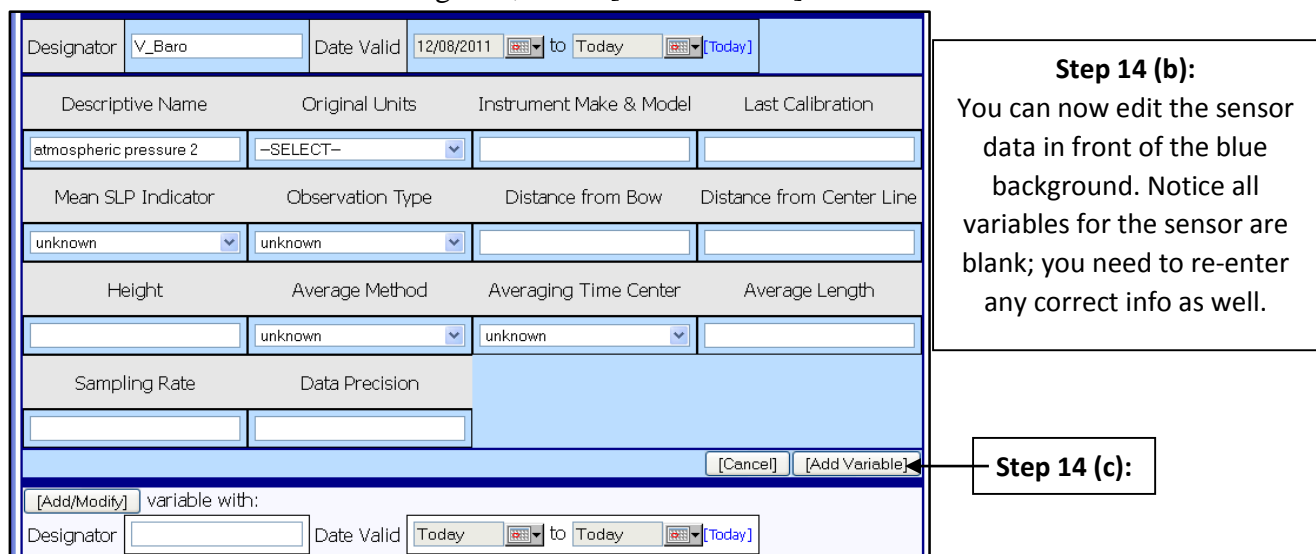 Designator V_Baro Date Valid 12/08/2011 to Today [Today]
Descriptive Name Original Units Instrument Make & Model Last Calibration
atmospheric pressure 2 --SELECT--
Mean SLP Indicator Observation Type Distance from Bow Distance from Center Line
unknown unknown
Height Average Method Averaging Time Center Average Length
unknown unknown
Sampling Rate Data Precision
[Cancel] [Add Variable]
[Add/Modify] variable with:
Designator Date Valid Today to Today [Today]
Step 14 (b):
You can now edit the sensor
data in front of the blue
background. Notice all
variables for the sensor are
blank; you need to re-enter
any correct info as well.
Step 14 (c):